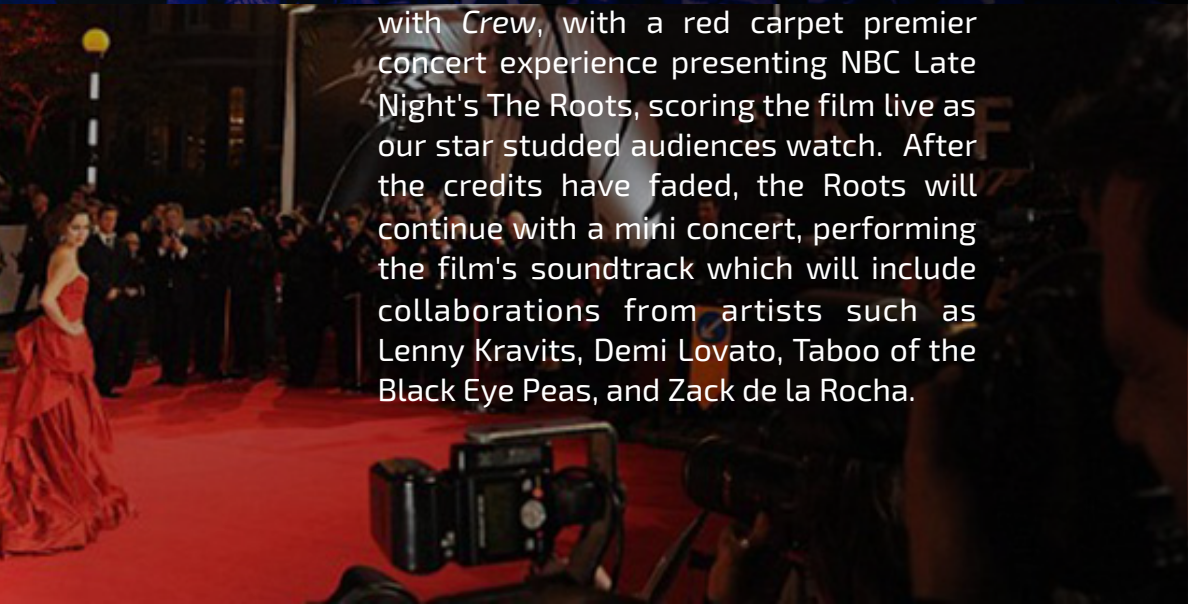 with Crew, with a red carpet premier
concert experience presenting NBC Late
Night's The Roots, scoring the film live as
our star studded audiences watch.  After
the credits have faded, the Roots will
continue with a mini concert, performing
the film's soundtrack which will include
collaborations from artists such as
Lenny Kravits, Demi Lovato, Taboo of the
Black Eye Peas, and Zack de la Rocha.